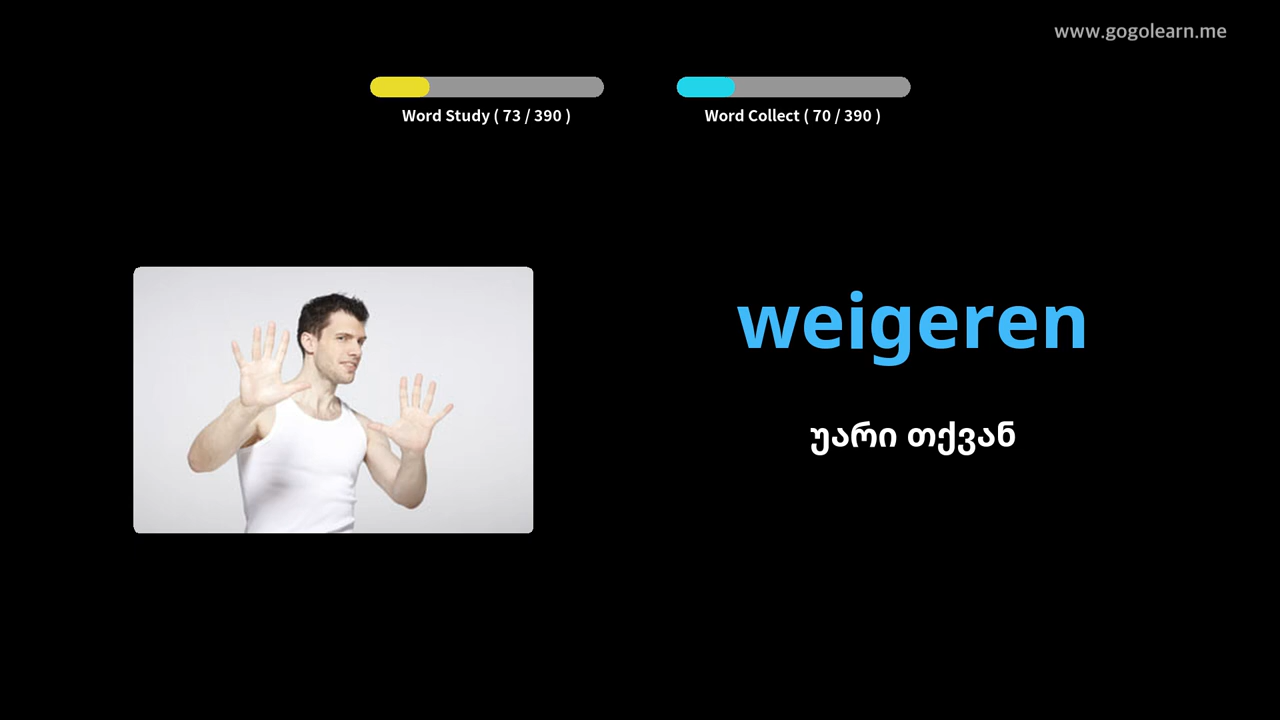 www.gogolearn.me
Word Study ( 73 / 390 )
Word Collect ( 70 / 390 )
weigeren
უარი თქვან